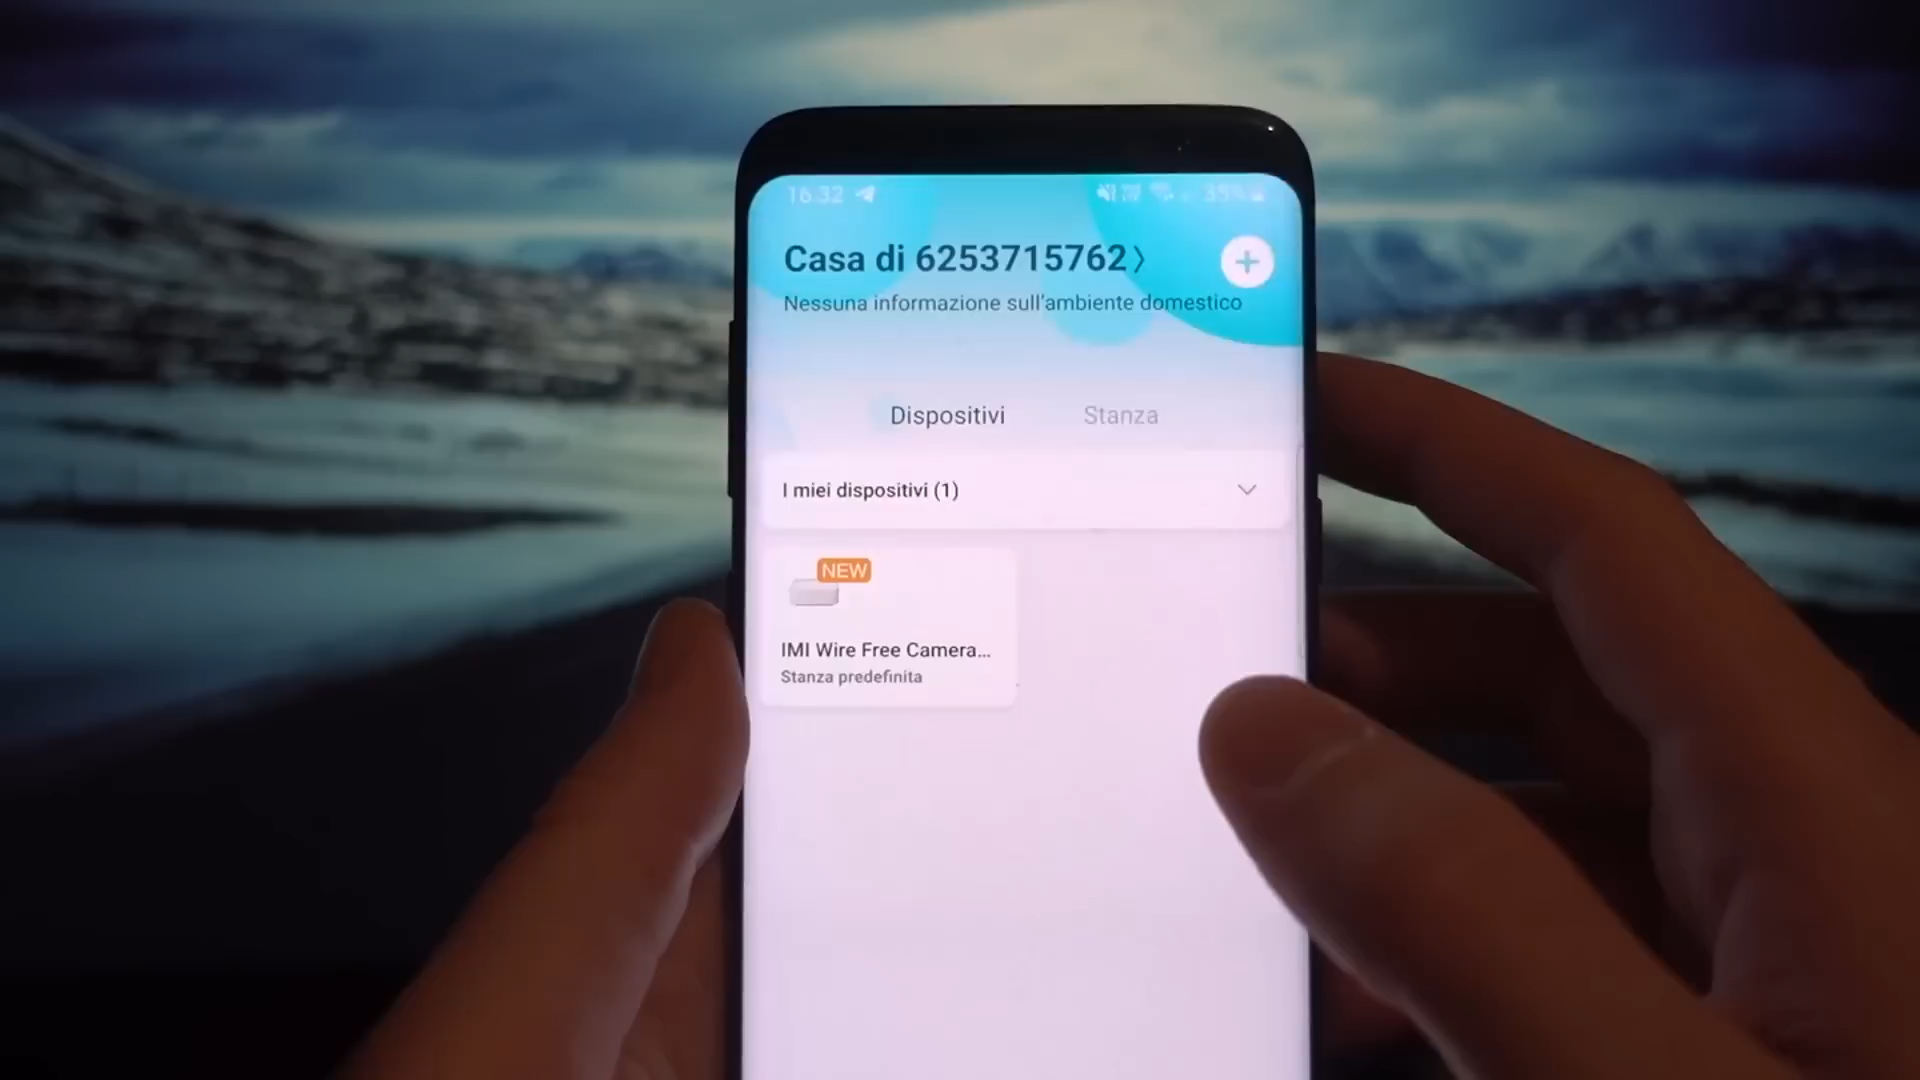 16:32 35%
Casa di 6253715762
Nessuna informazione sull'ambiente domestico
Dispositivi Stanza
I miei dispositivi (1)
NEW
IMI Wire Free Camera...
Stanza predefinita